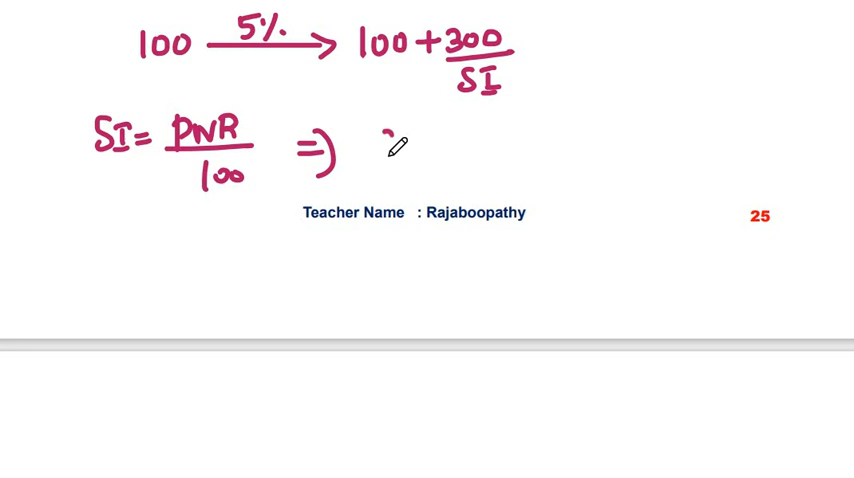 100 5% → 100 + 300/SI
SI = PNR/100 ⇒
Teacher Name : Rajaboopathy 25